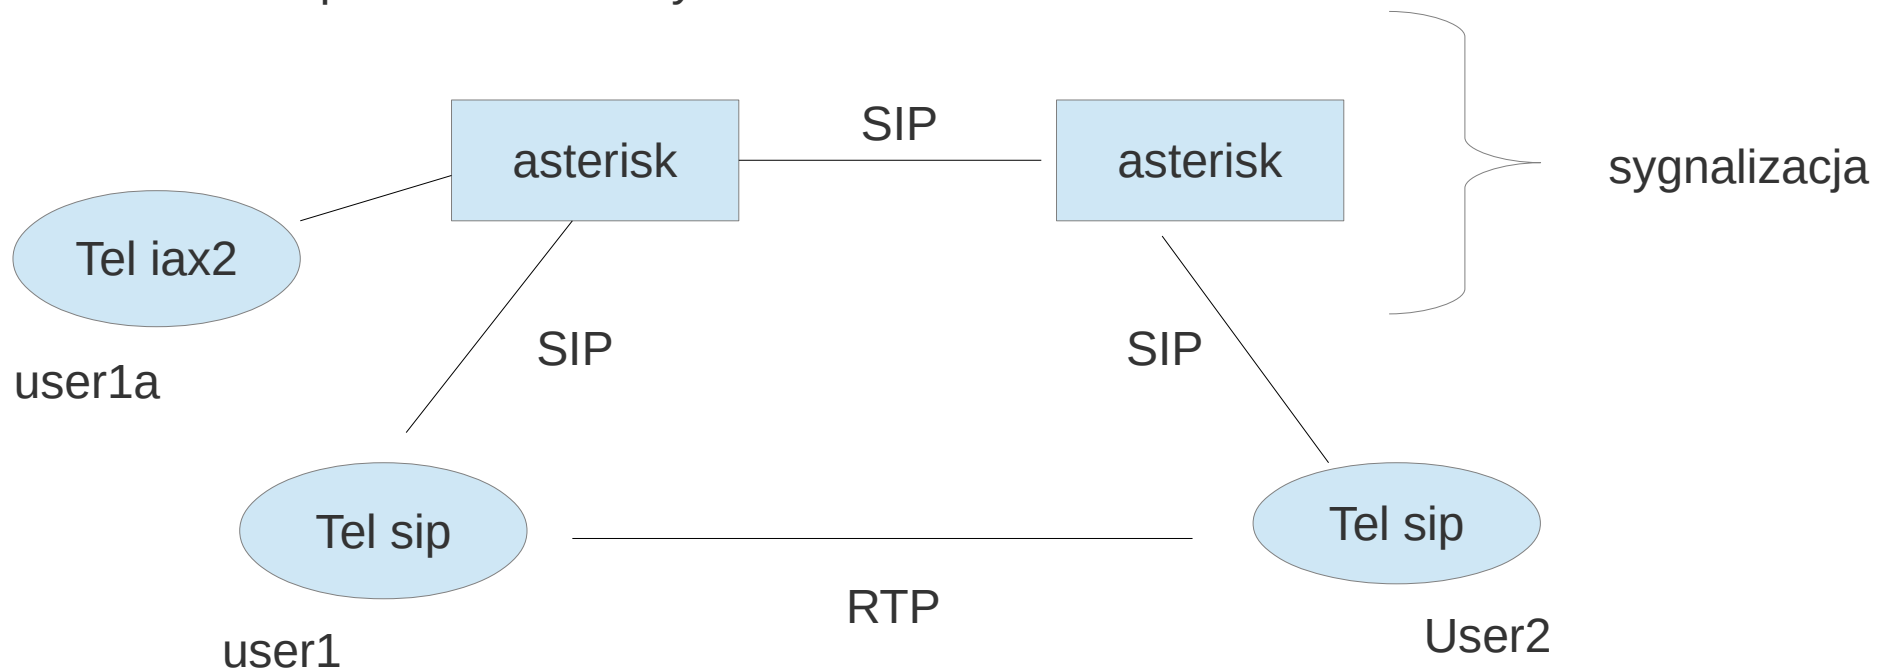 SIP
asterisk
asterisk
sygnalizacja
Tel iax2
SIP
SIP
user1a
Tel sip
Tel sip
RTP
user1
User2